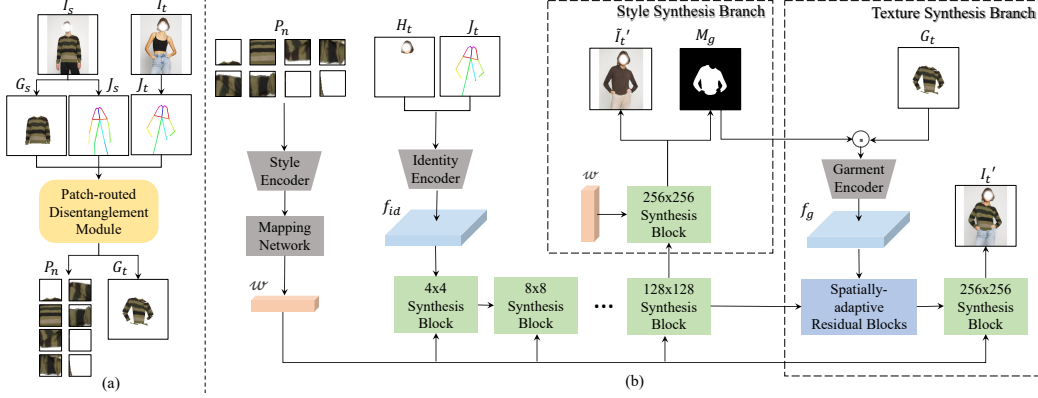 I_s
I_t
G_s
J_s
J_t
Patch-routed
Disentanglement
Module
P_n
G_t
(a)
P_n
Style
Encoder
Mapping
Network
w
H_t
J_t
Identity
Encoder
f_id
4x4
Synthesis
Block
8x8
Synthesis
Block
...
128x128
Synthesis
Block
Style Synthesis Branch
Ĩ_t'
M_g
w
256x256
Synthesis
Block
Texture Synthesis Branch
G_t
Garment
Encoder
f_g
Spatially-
adaptive
Residual Blocks
I_t'
256x256
Synthesis
Block
(b)